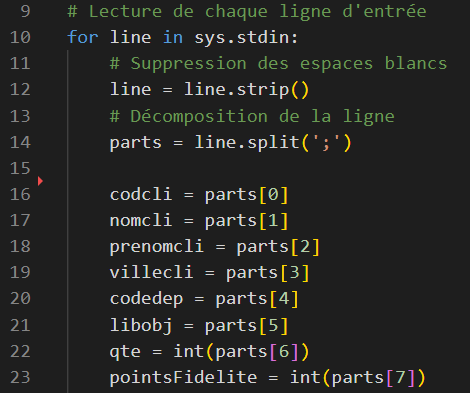 9 # Lecture de chaque ligne d'entrée
10 for line in sys.stdin:
11     # Suppression des espaces blancs
12     line = line.strip()
13     # Décomposition de la ligne
14     parts = line.split(';')
15
16     codcli = parts[0]
17     nomcli = parts[1]
18     prenomcli = parts[2]
19     villecli = parts[3]
20     codedep = parts[4]
21     libobj = parts[5]
22     qte = int(parts[6])
23     pointsFidelite = int(parts[7])